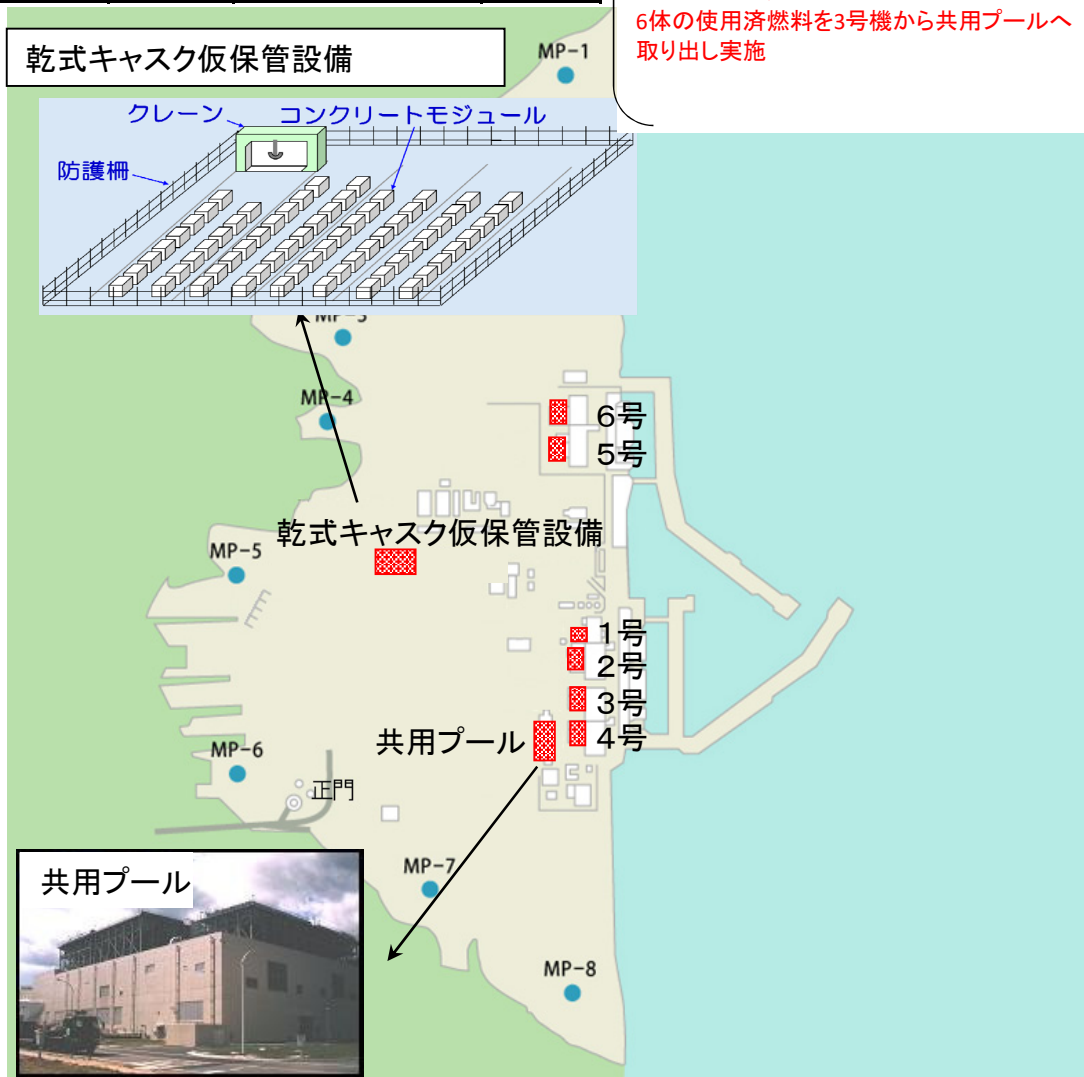 6体の使用済燃料を3号機から共用プールへ
取り出し実施
乾式キャスク仮保管設備
MP-1
クレーン
コンクリートモジュール
防護柵
MP-3
MP-4
6号
5号
乾式キャスク仮保管設備
MP-5
1号
2号
3号
共用プール
4号
MP-6
正門
MP-7
共用プール
MP-8